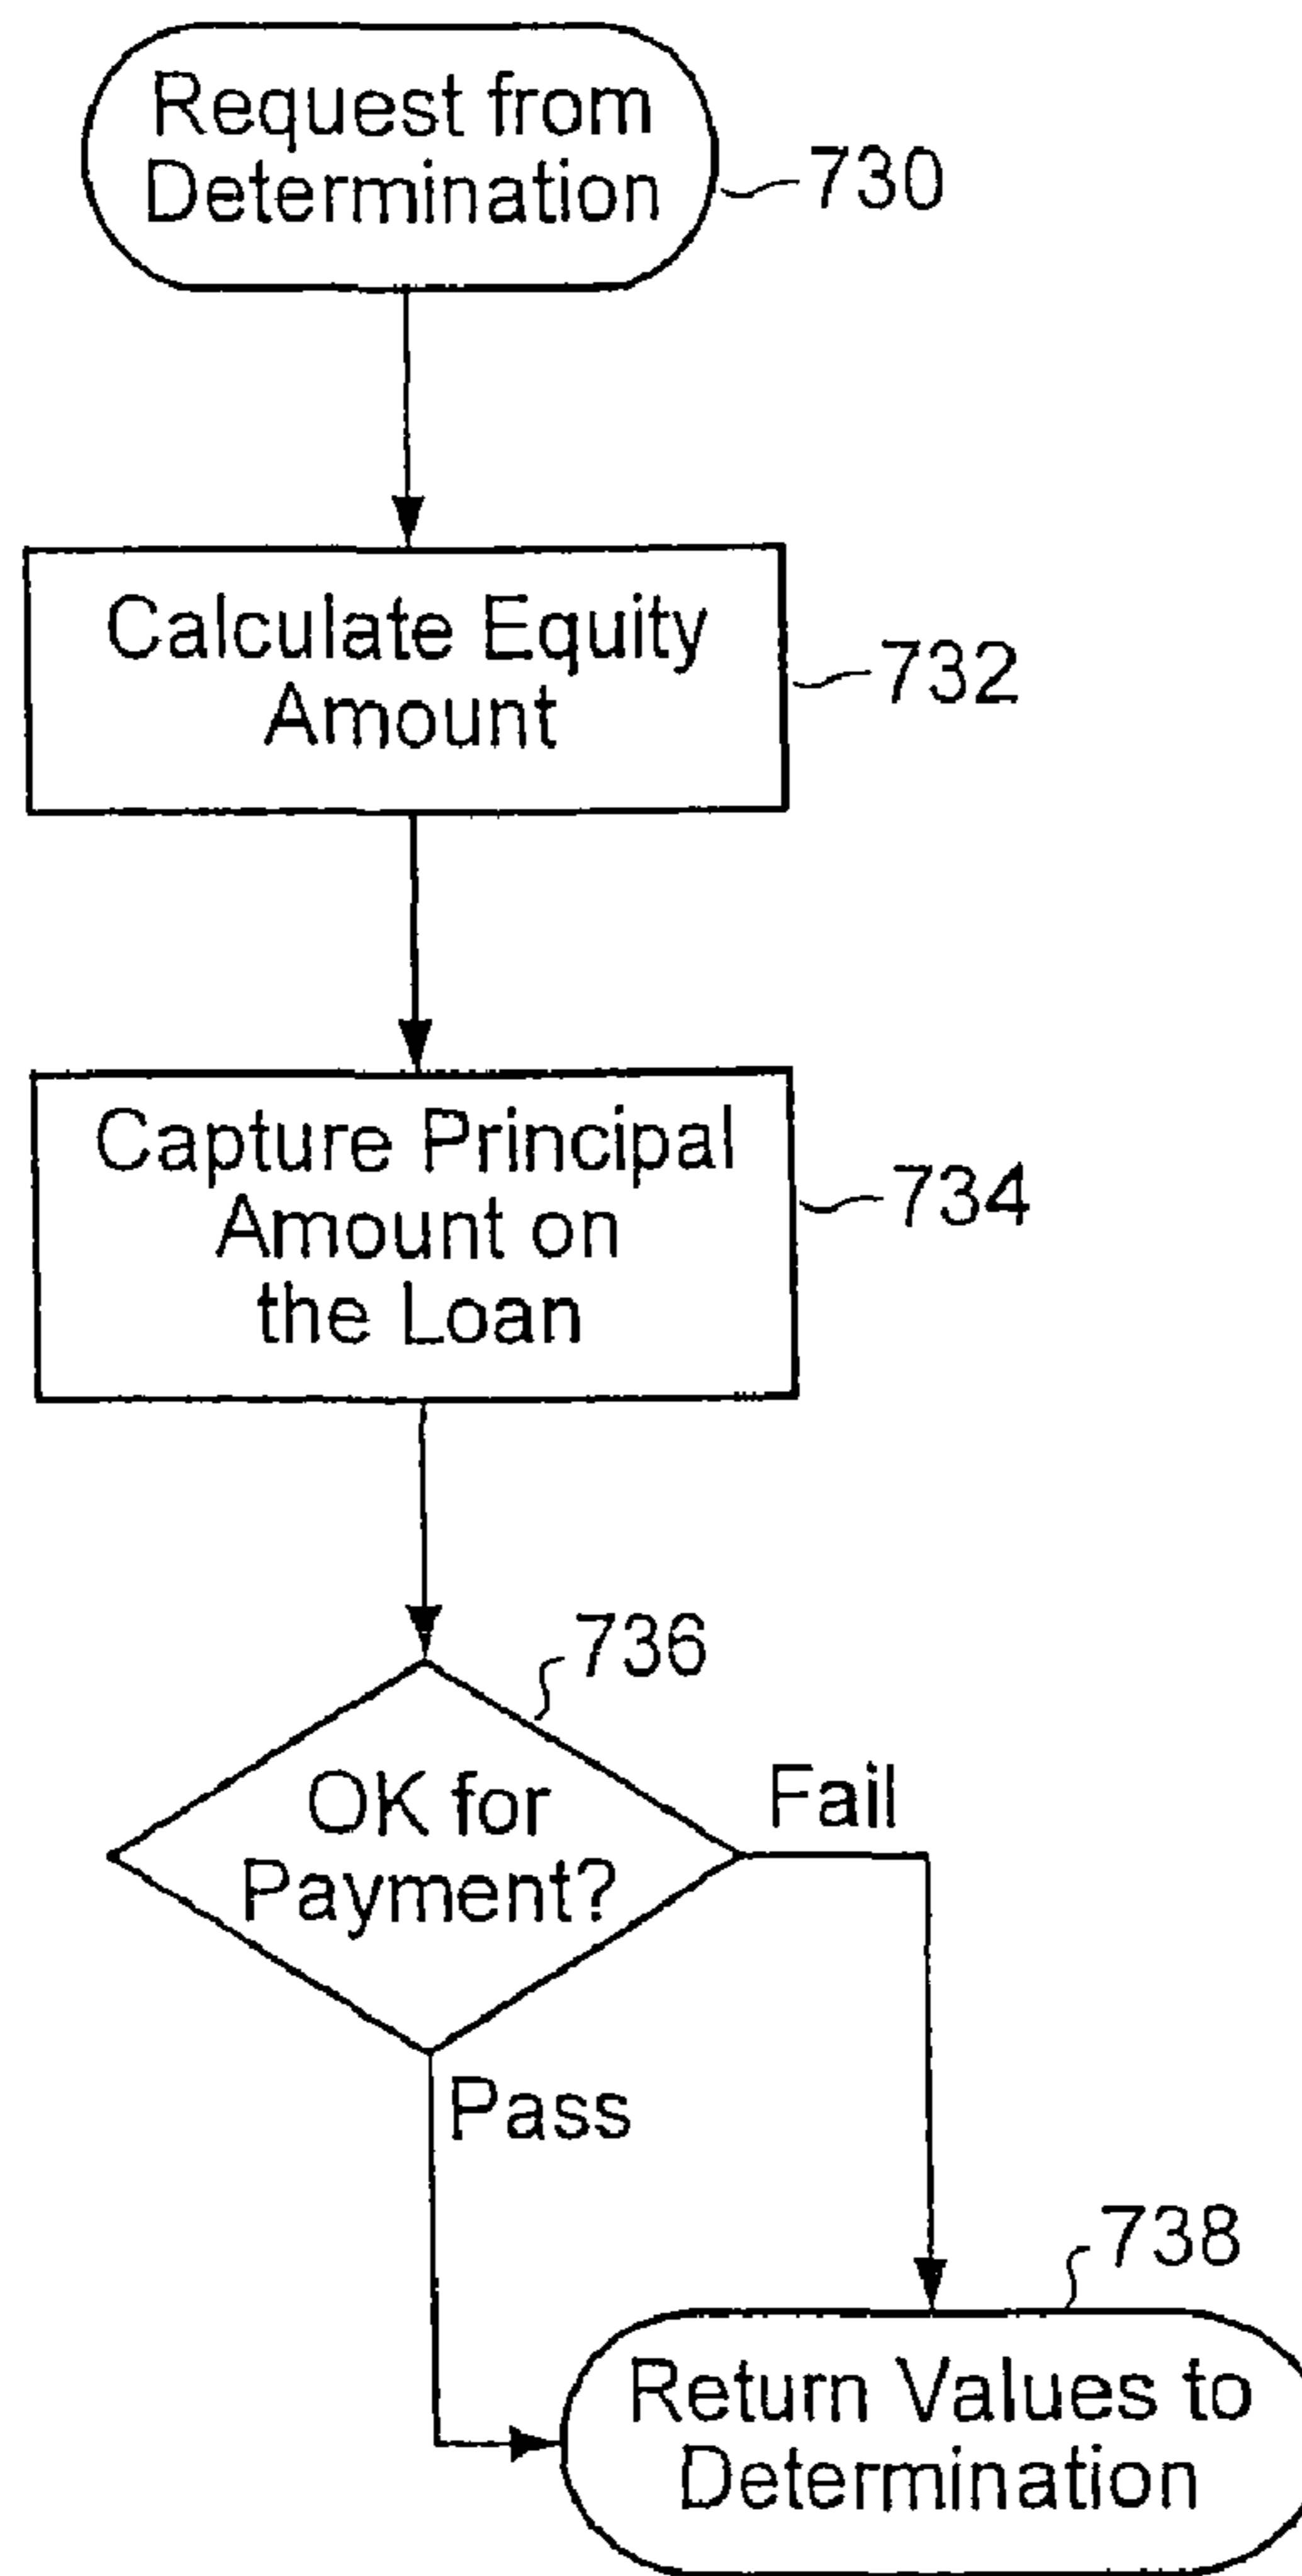 Request from
Determination
730
Calculate Equity
Amount
732
Capture Principal
Amount on
the Loan
734
736
OK for
Payment?
Fail
Pass
738
Return Values to
Determination